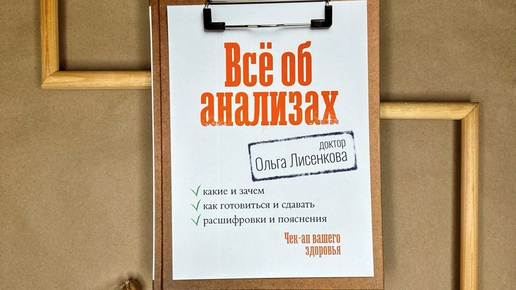 Всё об
анализах
доктор
Ольга Лисенкова
какие и зачем
как готовиться и сдавать
расшифровки и пояснения
Чек-ап вашего
здоровья